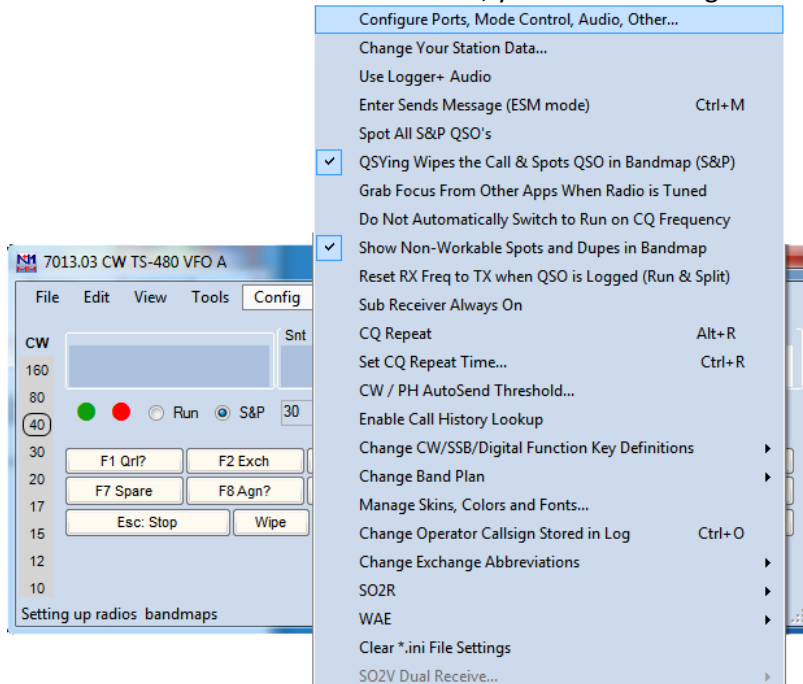 Configure Ports, Mode Control, Audio, Other...
Change Your Station Data...
Use Logger+ Audio
Enter Sends Message (ESM mode) Ctrl+M
Spot All S&P QSO's
QSYing Wipes the Call & Spots QSO in Bandmap (S&P)
Grab Focus From Other Apps When Radio is Tuned
Do Not Automatically Switch to Run on CQ Frequency
Show Non-Workable Spots and Dupes in Bandmap
Reset RX Freq to TX when QSO is Logged (Run & Split)
Sub Receiver Always On
CQ Repeat Alt+R
Set CQ Repeat Time... Ctrl+R
CW / PH AutoSend Threshold...
Enable Call History Lookup
Change CW/SSB/Digital Function Key Definitions
Change Band Plan
Manage Skins, Colors and Fonts...
Change Operator Callsign Stored in Log Ctrl+O
Change Exchange Abbreviations
SO2R
WAE
Clear *.ini File Settings
SO2V Dual Receive...
7013.03 CW TS-480 VFO A
File Edit View Tools Config
Snt
CW
160
80
40
30
20
17
15
12
10
Run S&P 30
F1 Qrl? F2 Exch
F7 Spare F8 Agn?
Esc: Stop Wipe
Setting up radios bandmaps